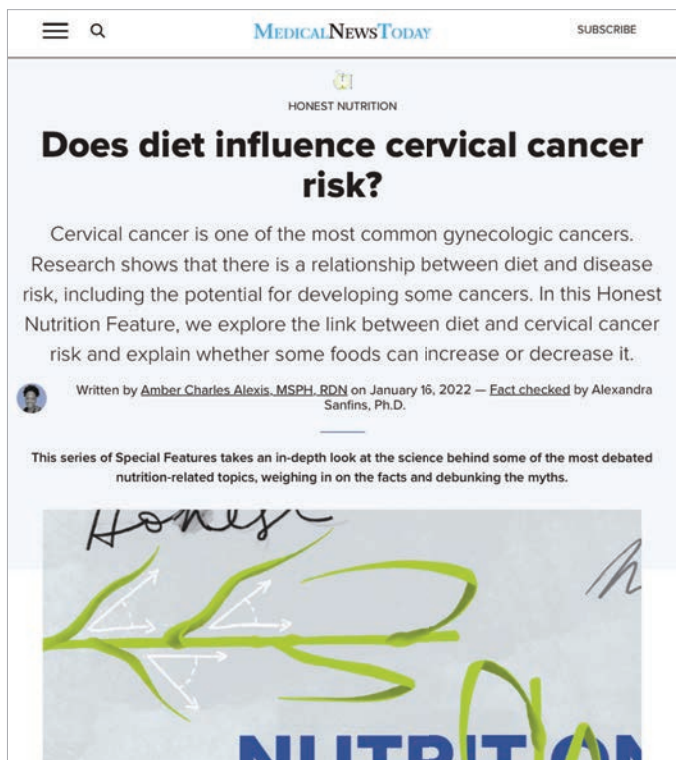 MEDICALNEWSTODAY
SUBSCRIBE
HONEST NUTRITION
Does diet influence cervical cancer
risk?
Cervical cancer is one of the most common gynecologic cancers.
Research shows that there is a relationship between diet and disease
risk, including the potential for developing some cancers. In this Honest
Nutrition Feature, we explore the link between diet and cervical cancer
risk and explain whether some foods can increase or decrease it.
Written by Amber Charles Alexis, MSPH, RDN on January 16, 2022 — Fact checked by Alexandra
Sanfins, Ph.D.
This series of Special Features takes an in-depth look at the science behind some of the most debated
nutrition-related topics, weighing in on the facts and debunking the myths.
Honest
NUTRITION